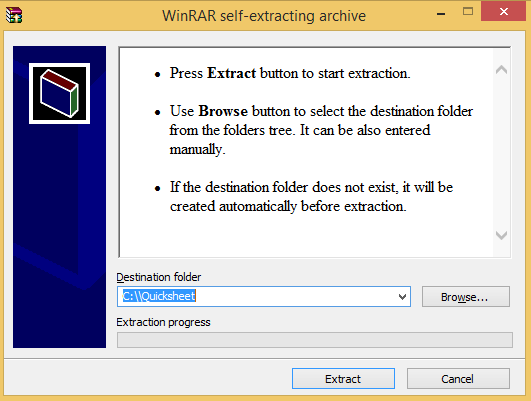 WinRAR self-extracting archive
• Press Extract button to start extraction.
• Use Browse button to select the destination folder
from the folders tree. It can be also entered
manually.
• If the destination folder does not exist, it will be
created automatically before extraction.
Destination folder
C:\\Quicksheet
Browse...
Extraction progress
Extract
Cancel